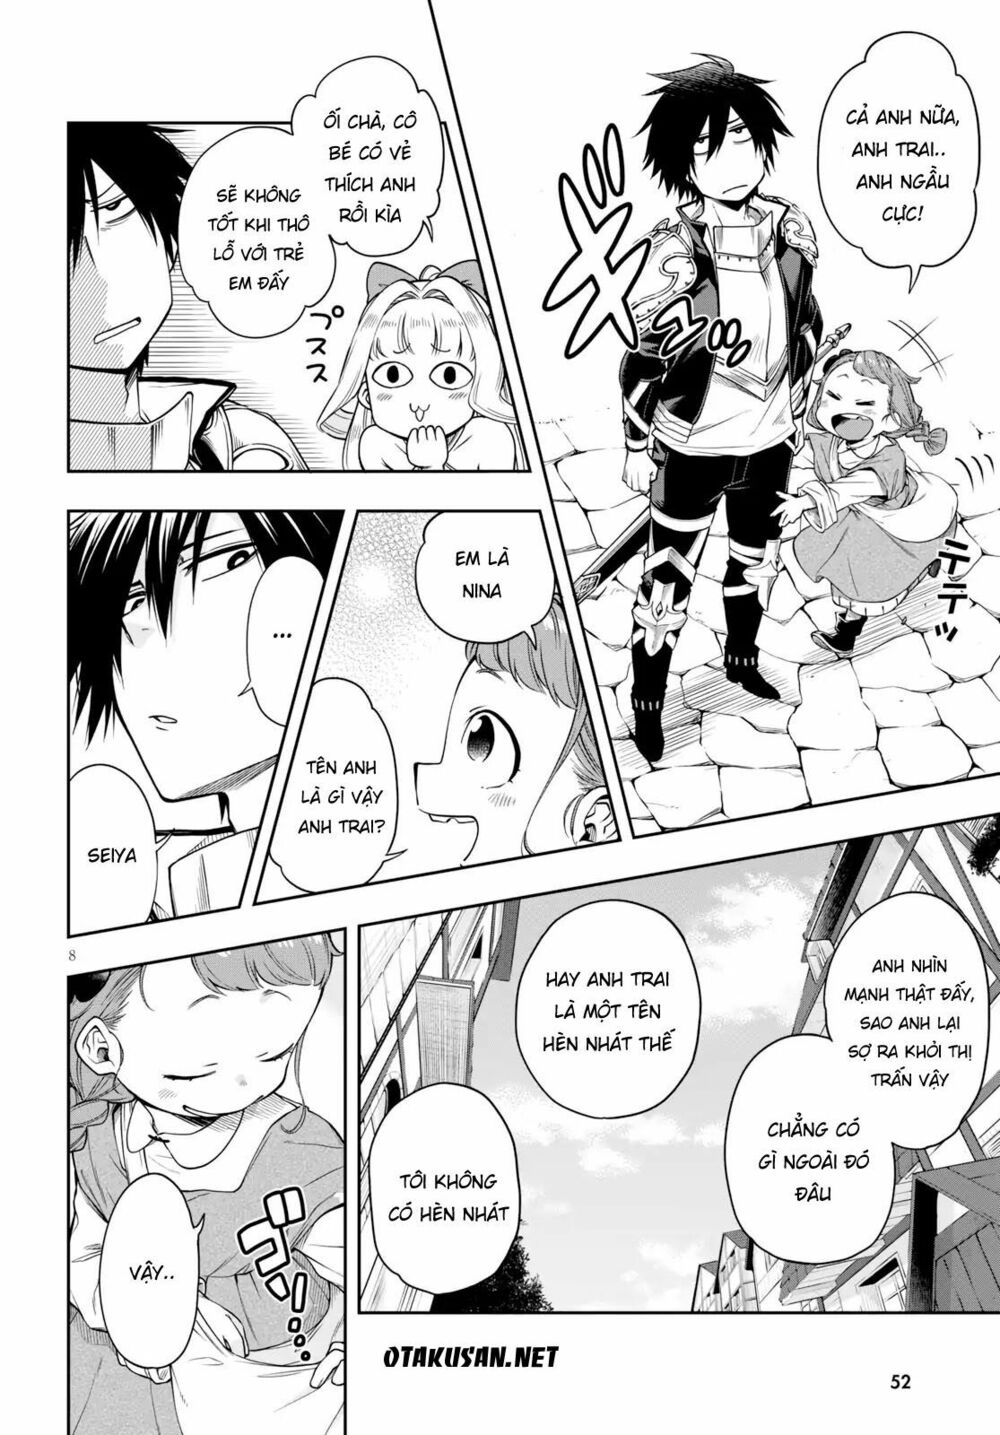 CẢ ANH NỮA,
ANH TRAI..
ANH NGẦU
CỰC!
ギュッ
テテテッ
ỐI CHÀ, CÔ
BÉ CÓ VẺ
THÍCH ANH
RỒI KÌA
SẼ KHÔNG
TỐT KHI THÔ
LỖ VỚI TRẺ
EM ĐẤY
プススス
EM LÀ
NINA
TÊN ANH
LÀ GÌ VẬY
ANH TRAI?
...
SEIYA
8
ANH NHÌN
MẠNH THẬT ĐẤY,
SAO ANH LẠI
SỢ RA KHỎI THỊ
TRẤN VẬY
CHẲNG CÓ
GÌ NGOÀI ĐÓ
ĐÂU
HAY ANH TRAI
LÀ MỘT TÊN
HÈN NHÁT THẾ
TÔI KHÔNG
CÓ HÈN NHÁT
VẬY..
OTAKUSAN.NET
52